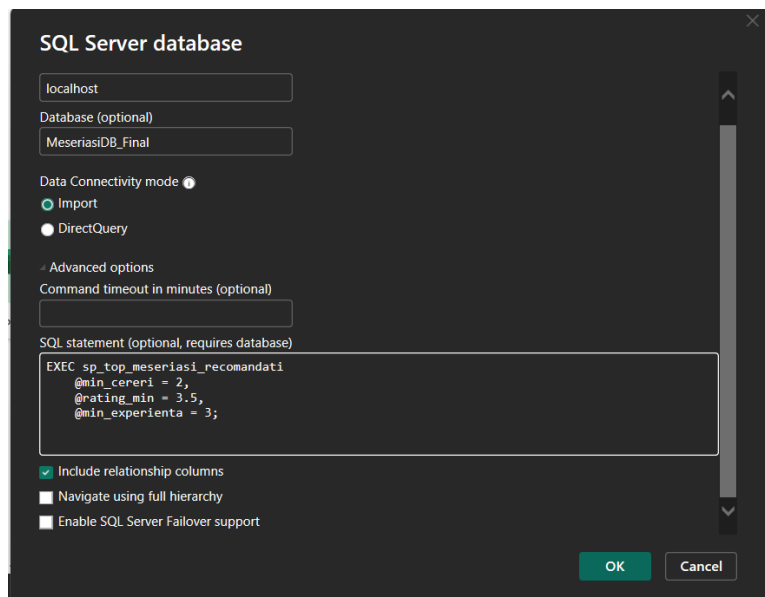 SQL Server database
localhost
Database (optional)
MeseriasiDB_Final
Data Connectivity mode
Import
DirectQuery
Advanced options
Command timeout in minutes (optional)
SQL statement (optional, requires database)
EXEC sp_top_meseriasi_recomandati
@min_cereri = 2,
@rating_min = 3.5,
@min_experienta = 3;
Include relationship columns
Navigate using full hierarchy
Enable SQL Server Failover support
OK Cancel